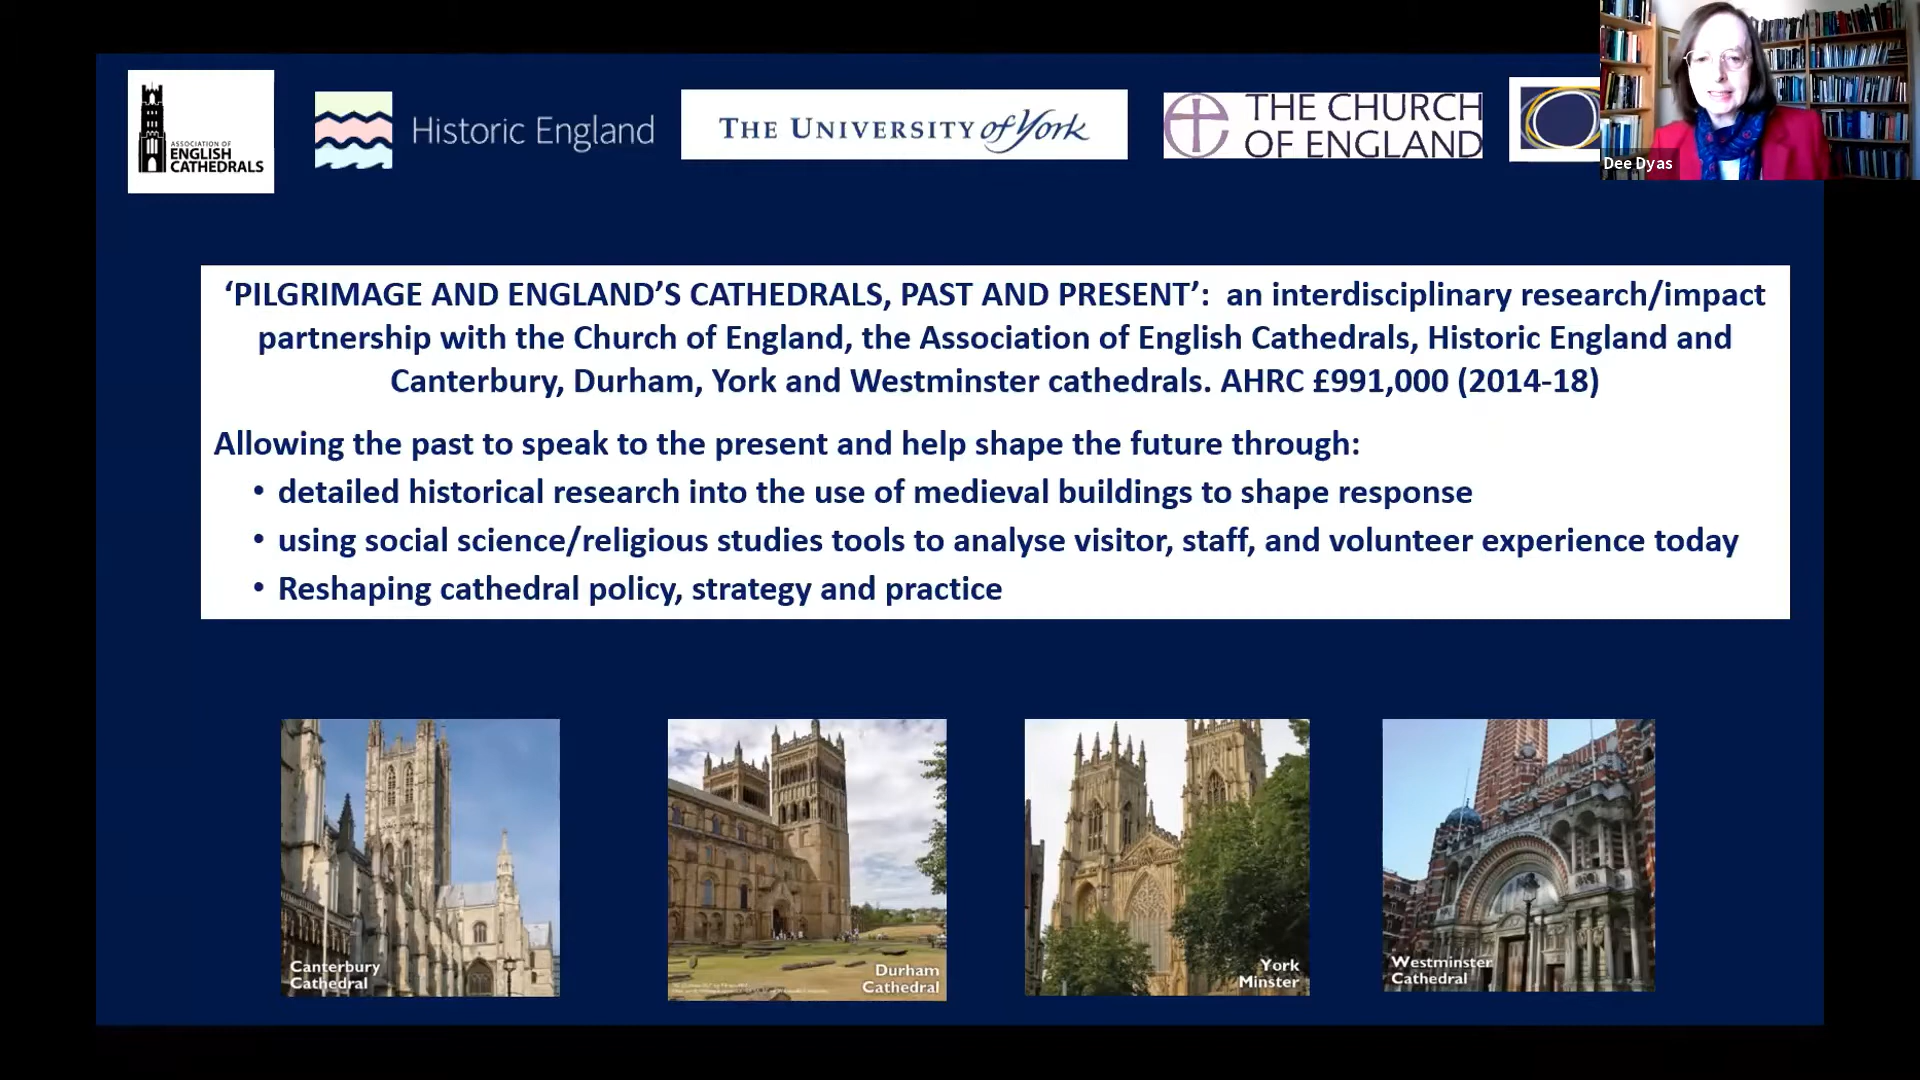 ASSOCIATION OF
ENGLISH
CATHEDRALS
Historic England
THE UNIVERSITY of York
THE CHURCH
OF ENGLAND
Dee Dyas
‘PILGRIMAGE AND ENGLAND’S CATHEDRALS, PAST AND PRESENT’: an interdisciplinary research/impact
partnership with the Church of England, the Association of English Cathedrals, Historic England and
Canterbury, Durham, York and Westminster cathedrals. AHRC £991,000 (2014-18)
Allowing the past to speak to the present and help shape the future through:
• detailed historical research into the use of medieval buildings to shape response
• using social science/religious studies tools to analyse visitor, staff, and volunteer experience today
• Reshaping cathedral policy, strategy and practice
Canterbury
Cathedral
Durham
Cathedral
York
Minster
Westminster
Cathedral